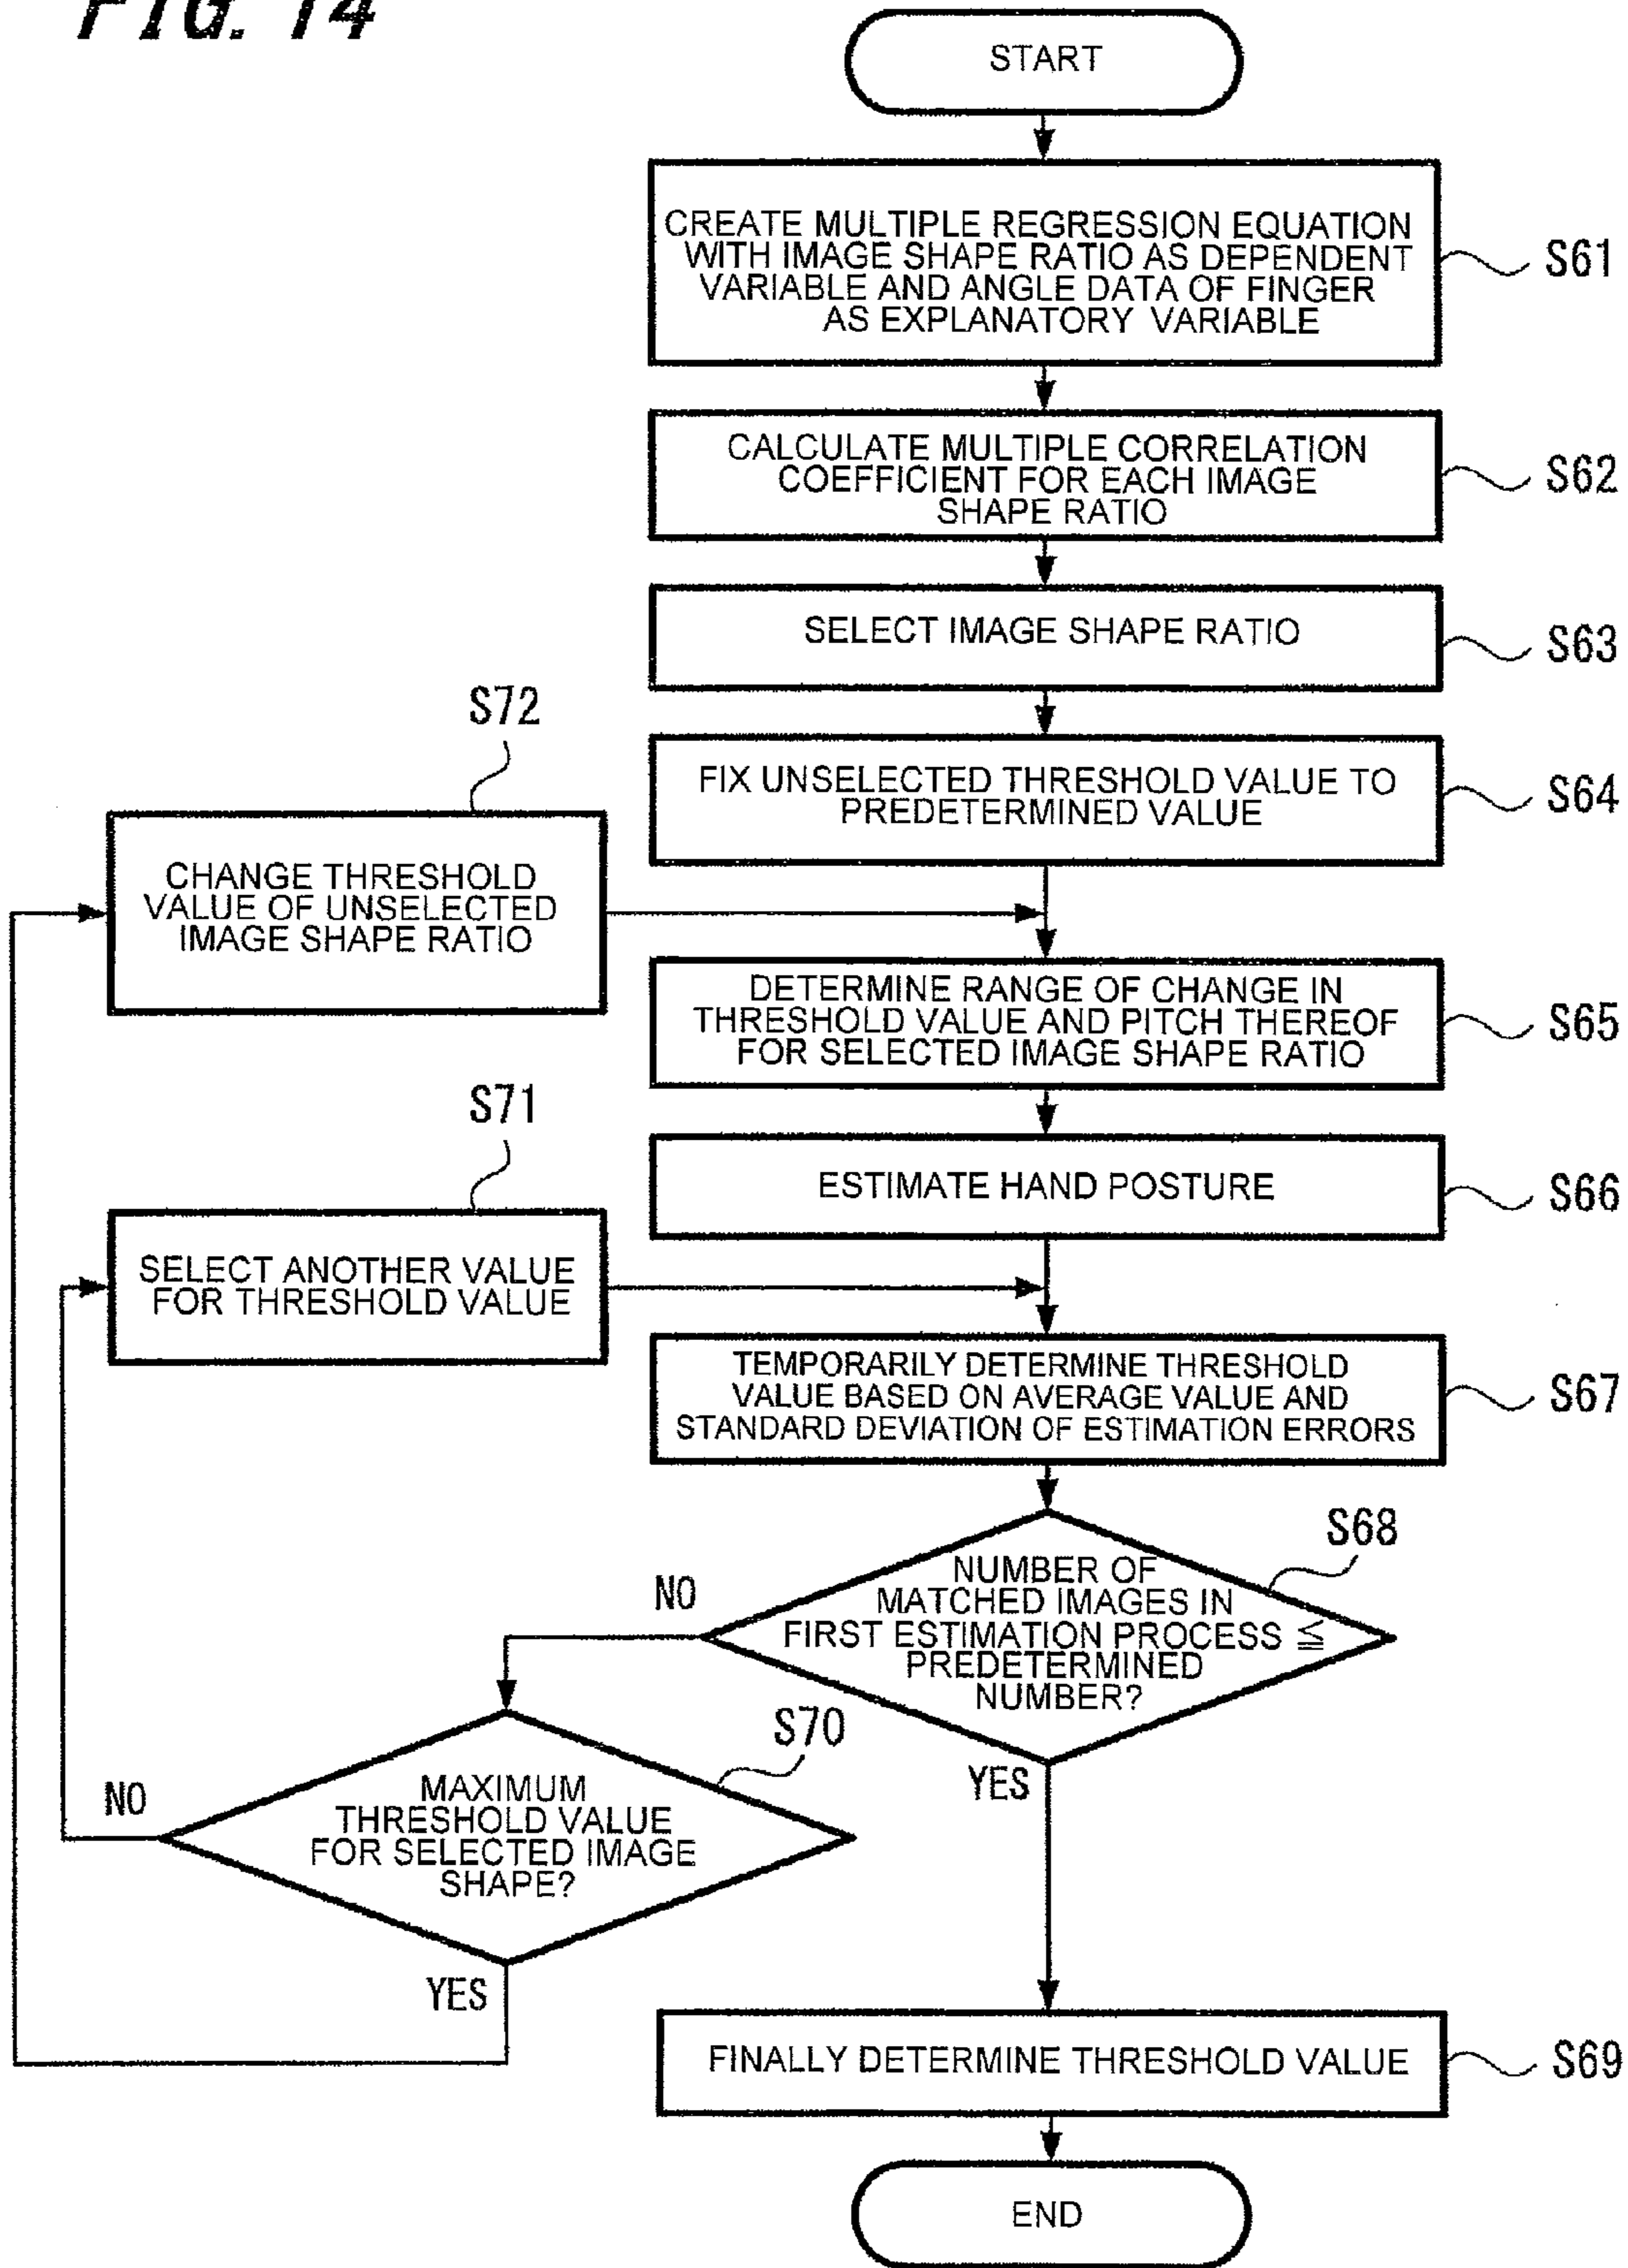 FIG. 14
START
CREATE MULTIPLE REGRESSION EQUATION
WITH IMAGE SHAPE RATIO AS DEPENDENT
VARIABLE AND ANGLE DATA OF FINGER
AS EXPLANATORY VARIABLE
S61
CALCULATE MULTIPLE CORRELATION
COEFFICIENT FOR EACH IMAGE
SHAPE RATIO
S62
SELECT IMAGE SHAPE RATIO
S63
S72
FIX UNSELECTED THRESHOLD VALUE TO
PREDETERMINED VALUE
S64
CHANGE THRESHOLD
VALUE OF UNSELECTED
IMAGE SHAPE RATIO
DETERMINE RANGE OF CHANGE IN
THRESHOLD VALUE AND PITCH THEREOF
FOR SELECTED IMAGE SHAPE RATIO
S65
S71
ESTIMATE HAND POSTURE
S66
SELECT ANOTHER VALUE
FOR THRESHOLD VALUE
TEMPORARILY DETERMINE THRESHOLD
VALUE BASED ON AVERAGE VALUE AND
STANDARD DEVIATION OF ESTIMATION ERRORS
S67
S68
NUMBER OF
MATCHED IMAGES IN
FIRST ESTIMATION PROCESS ≦
PREDETERMINED
NUMBER?
NO
S70
YES
MAXIMUM
THRESHOLD VALUE
FOR SELECTED IMAGE
SHAPE?
NO
YES
FINALLY DETERMINE THRESHOLD VALUE
S69
END